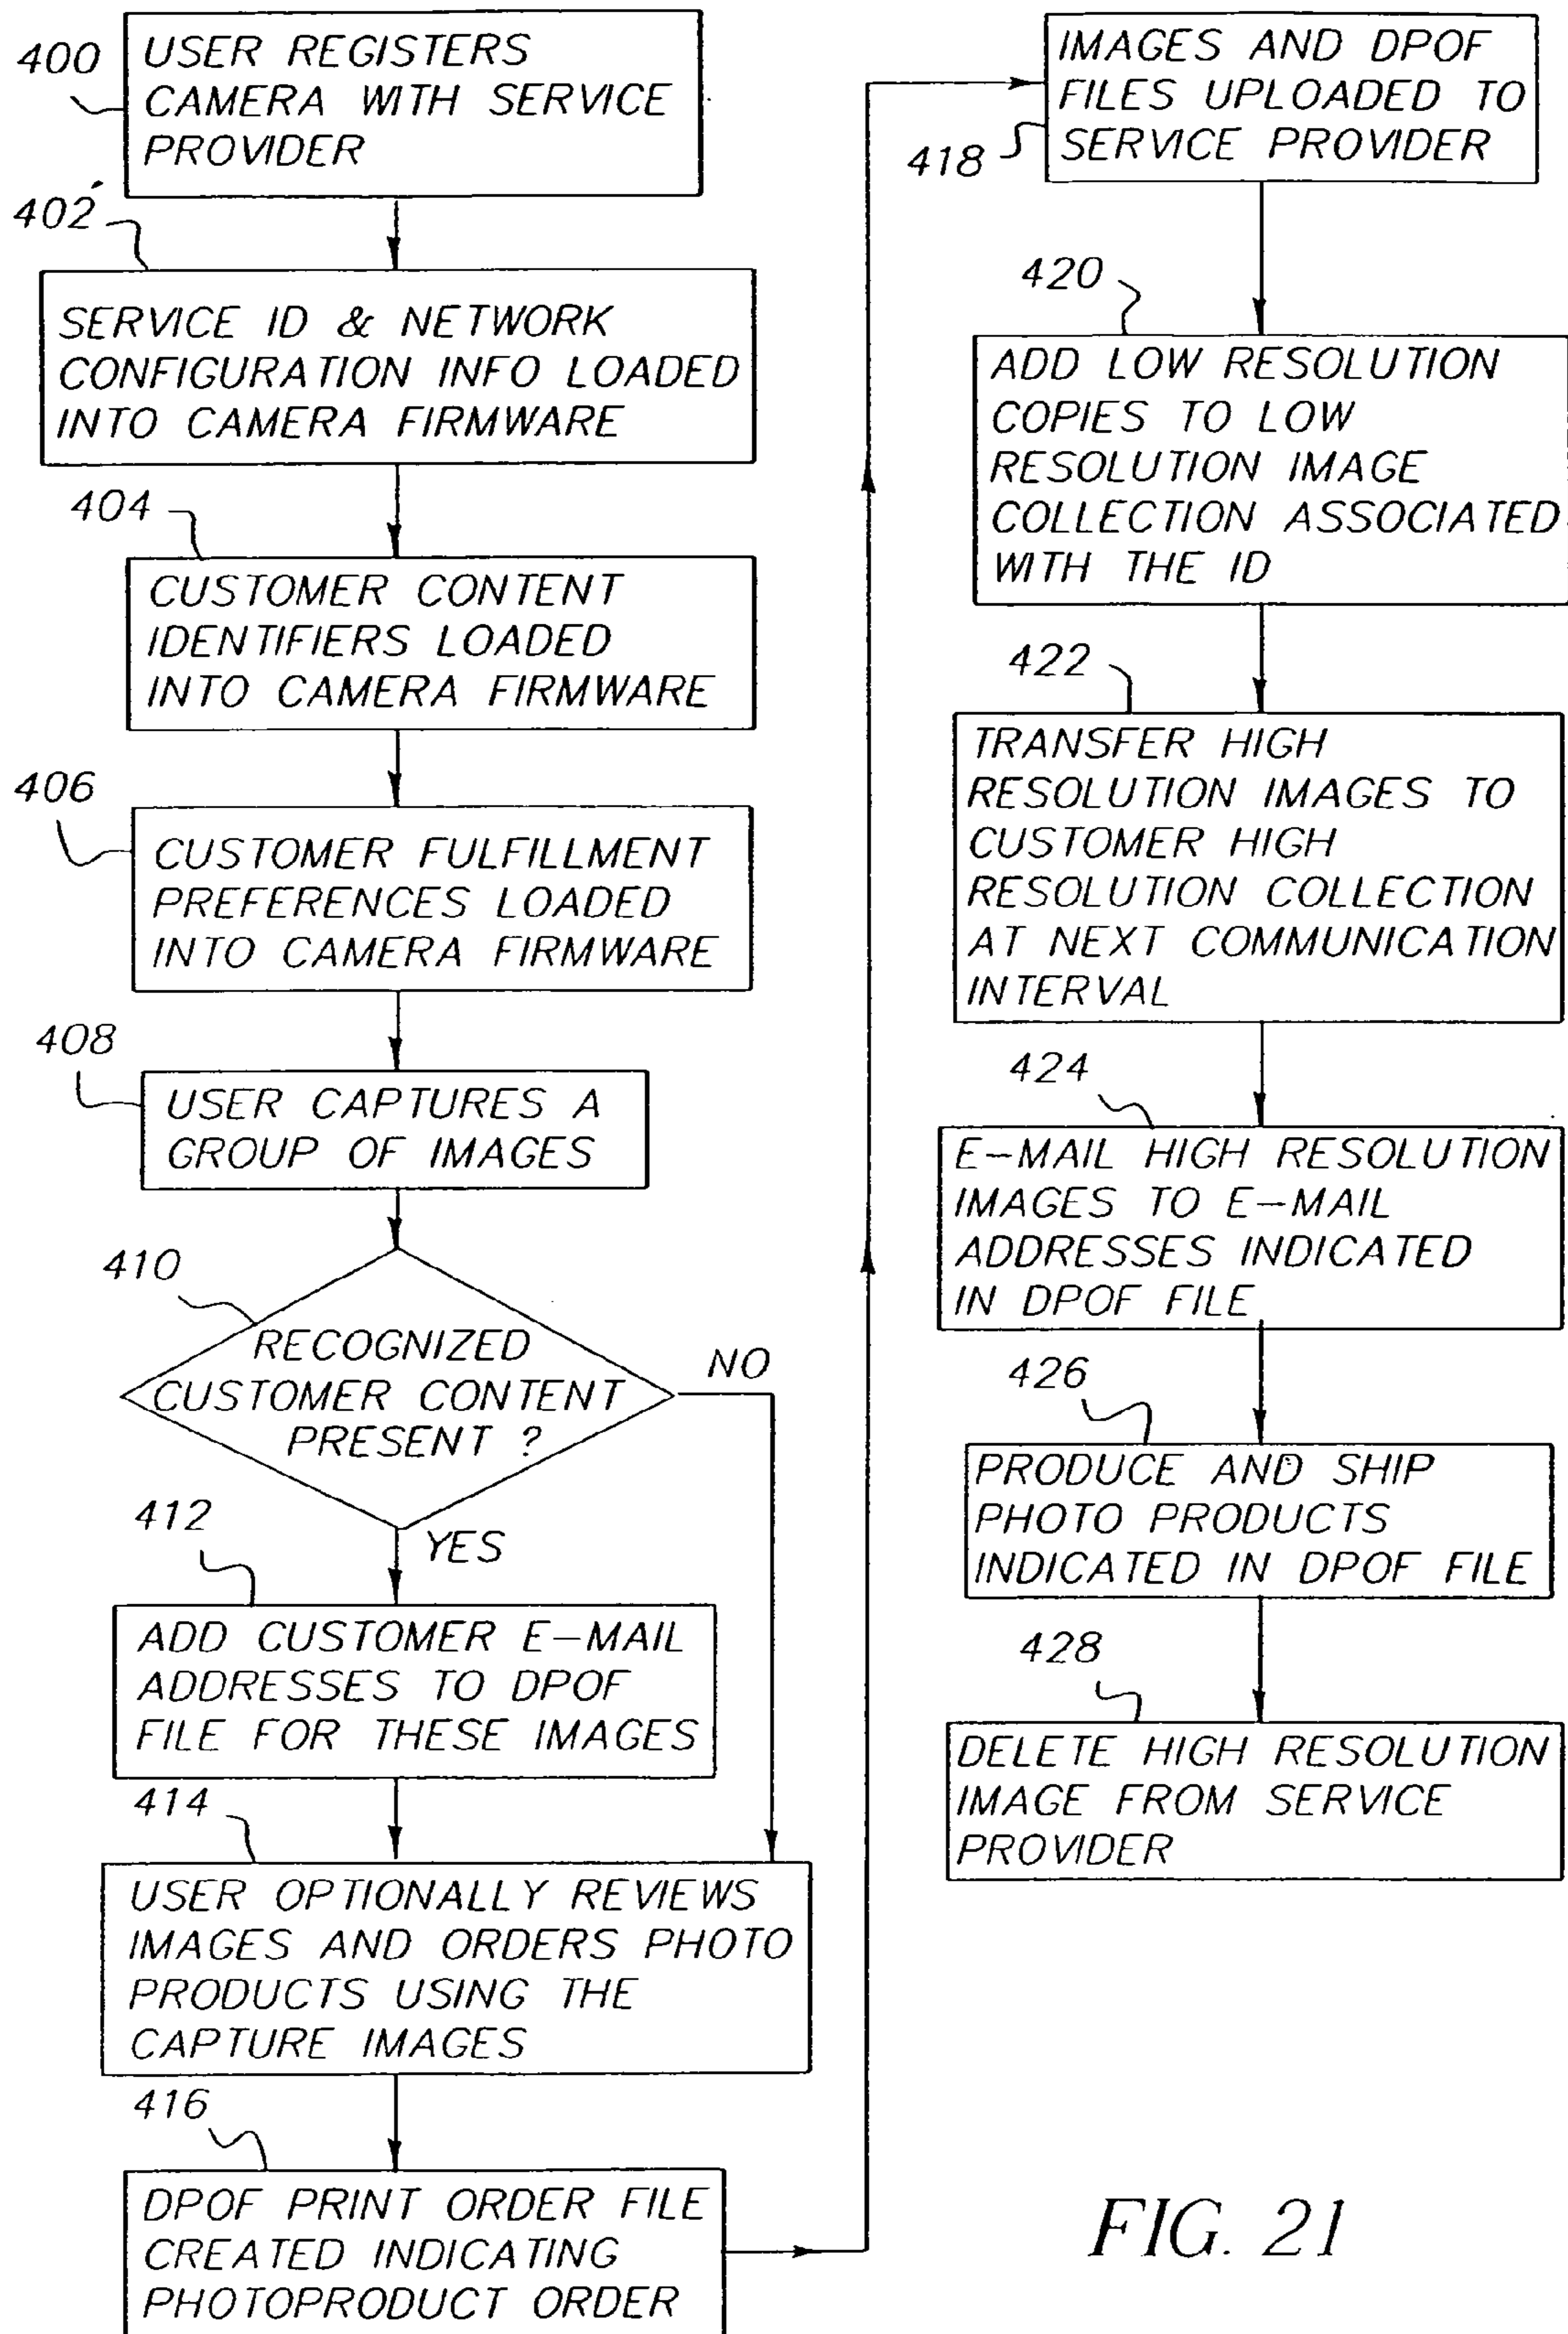 400
USER REGISTERS
CAMERA WITH SERVICE
PROVIDER
402
SERVICE ID & NETWORK
CONFIGURATION INFO LOADED
INTO CAMERA FIRMWARE
404
CUSTOMER CONTENT
IDENTIFIERS LOADED
INTO CAMERA FIRMWARE
406
CUSTOMER FULFILLMENT
PREFERENCES LOADED
INTO CAMERA FIRMWARE
408
USER CAPTURES A
GROUP OF IMAGES
410
RECOGNIZED
CUSTOMER CONTENT
PRESENT ?
NO
YES
412
ADD CUSTOMER E-MAIL
ADDRESSES TO DPOF
FILE FOR THESE IMAGES
414
USER OPTIONALLY REVIEWS
IMAGES AND ORDERS PHOTO
PRODUCTS USING THE
CAPTURE IMAGES
416
DPOF PRINT ORDER FILE
CREATED INDICATING
PHOTOPRODUCT ORDER
418
IMAGES AND DPOF
FILES UPLOADED TO
SERVICE PROVIDER
420
ADD LOW RESOLUTION
COPIES TO LOW
RESOLUTION IMAGE
COLLECTION ASSOCIATED
WITH THE ID
422
TRANSFER HIGH
RESOLUTION IMAGES TO
CUSTOMER HIGH
RESOLUTION COLLECTION
AT NEXT COMMUNICATION
INTERVAL
424
E-MAIL HIGH RESOLUTION
IMAGES TO E-MAIL
ADDRESSES INDICATED
IN DPOF FILE
426
PRODUCE AND SHIP
PHOTO PRODUCTS
INDICATED IN DPOF FILE
428
DELETE HIGH RESOLUTION
IMAGE FROM SERVICE
PROVIDER
FIG. 21